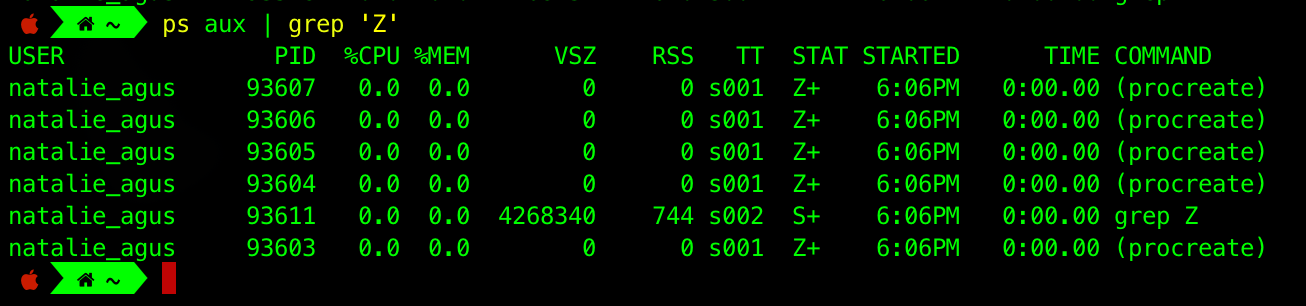 ~ ps aux | grep 'Z'
USER PID %CPU %MEM VSZ RSS TT STAT STARTED TIME COMMAND
natalie_agus 93607 0.0 0.0 0 0 s001 Z+ 6:06PM 0:00.00 (procreate)
natalie_agus 93606 0.0 0.0 0 0 s001 Z+ 6:06PM 0:00.00 (procreate)
natalie_agus 93605 0.0 0.0 0 0 s001 Z+ 6:06PM 0:00.00 (procreate)
natalie_agus 93604 0.0 0.0 0 0 s001 Z+ 6:06PM 0:00.00 (procreate)
natalie_agus 93611 0.0 0.0 4268340 744 s002 S+ 6:06PM 0:00.00 grep Z
natalie_agus 93603 0.0 0.0 0 0 s001 Z+ 6:06PM 0:00.00 (procreate)
~